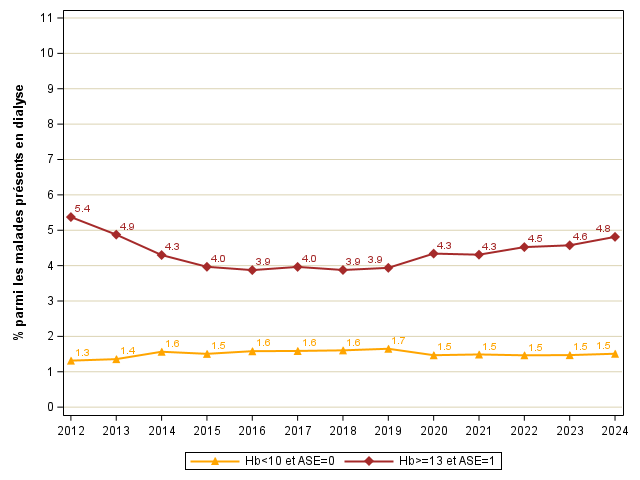 % parmi les malades présents en dialyse
11
10
9
8
7
6
5
4
3
2
1
0
5.4 4.9 4.3 4.0 3.9 4.0 3.9 3.9 4.3 4.3 4.5 4.6 4.8
1.3 1.4 1.6 1.5 1.6 1.6 1.6 1.7 1.5 1.5 1.5 1.5 1.5
2012 2013 2014 2015 2016 2017 2018 2019 2020 2021 2022 2023 2024
Hb<10 et ASE=0 Hb>=13 et ASE=1